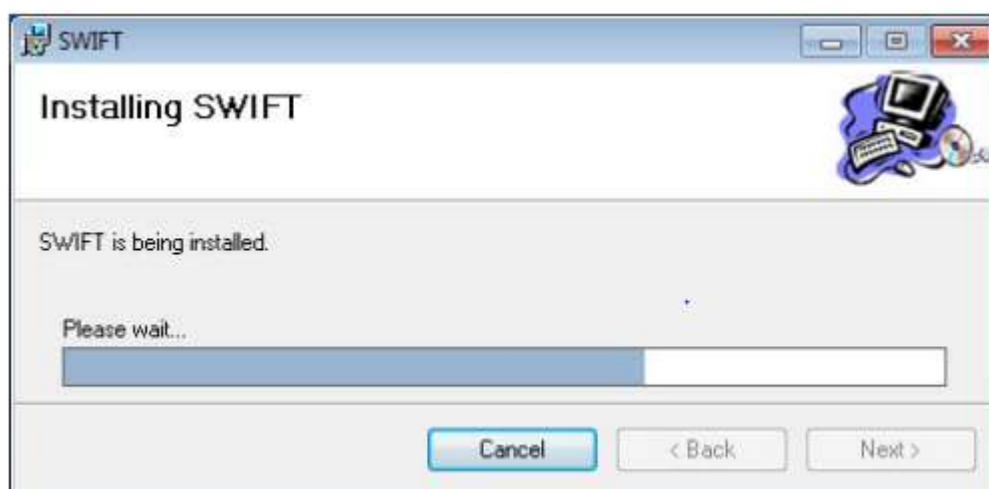 SWIFT
Installing SWIFT
SWIFT is being installed.
Please wait...
Cancel < Back Next >